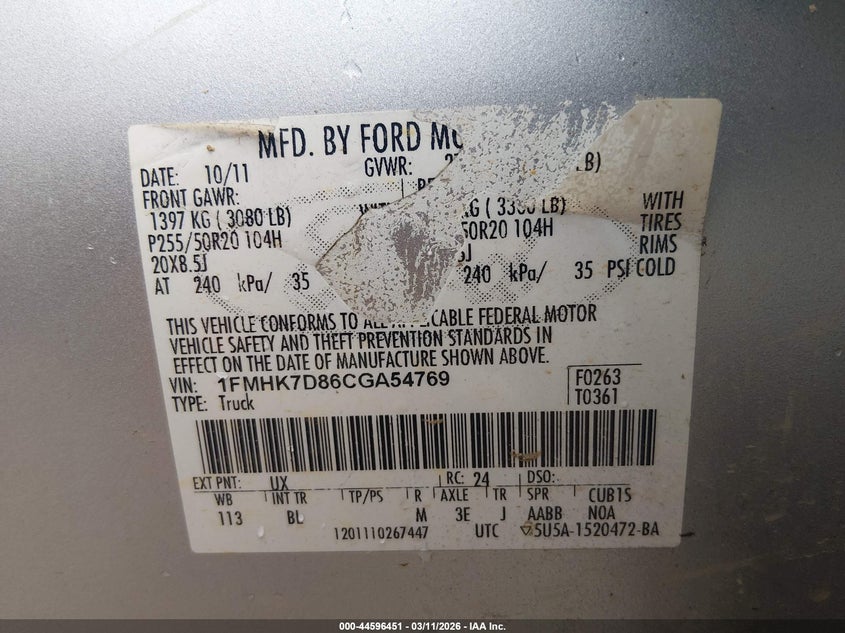 MFD. BY FORD
DATE: 10/11 GVWR: LB)
FRONT GAWR:
1397 KG ( 3080 LB) KG ( 3380 LB) WITH
P255/50R20 104H 50R20 104H TIRES
20X8.5J RIMS
AT 240 kPa/ 35 240 kPa/ 35 PSI COLD
THIS VEHICLE CONFORMS TO ALL APPLICABLE FEDERAL MOTOR
VEHICLE SAFETY AND THEFT PREVENTION STANDARDS IN
EFFECT ON THE DATE OF MANUFACTURE SHOWN ABOVE.
VIN: 1FMHK7D86CGA54769 F0263
TYPE: Truck T0361
EXT PNT: UX RC: 24 DSO:
WB INT TR TP/PS R AXLE TR SPR CUB1S
113 BL M 3E J AABB NOA
1201110267447 UTC 5U5A-1520472-BA
000-44596451 - 03/11/2026 - IAA Inc.